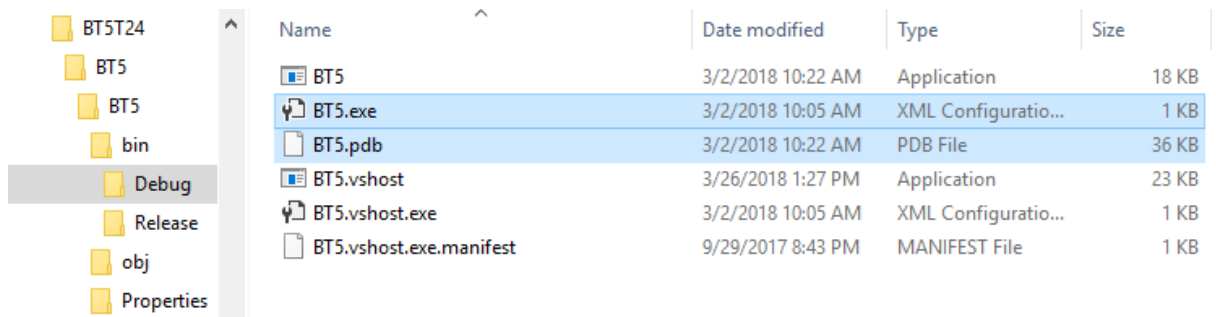 BT5T24
BT5
BT5
bin
Debug
Release
obj
Properties
Name Date modified Type Size
BT5 3/2/2018 10:22 AM Application 18 KB
BT5.exe 3/2/2018 10:05 AM XML Configuratio... 1 KB
BT5.pdb 3/2/2018 10:22 AM PDB File 36 KB
BT5.vshost 3/26/2018 1:27 PM Application 23 KB
BT5.vshost.exe 3/2/2018 10:05 AM XML Configuratio... 1 KB
BT5.vshost.exe.manifest 9/29/2017 8:43 PM MANIFEST File 1 KB